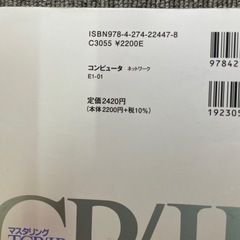 ISBN978-4-274-22447-8
C3055 ¥2200E
コンピュータ ネットワーク
E1-01
定価2420円
(本体2200円+税10%)
97842
19230
マスタリング
TCP/IP